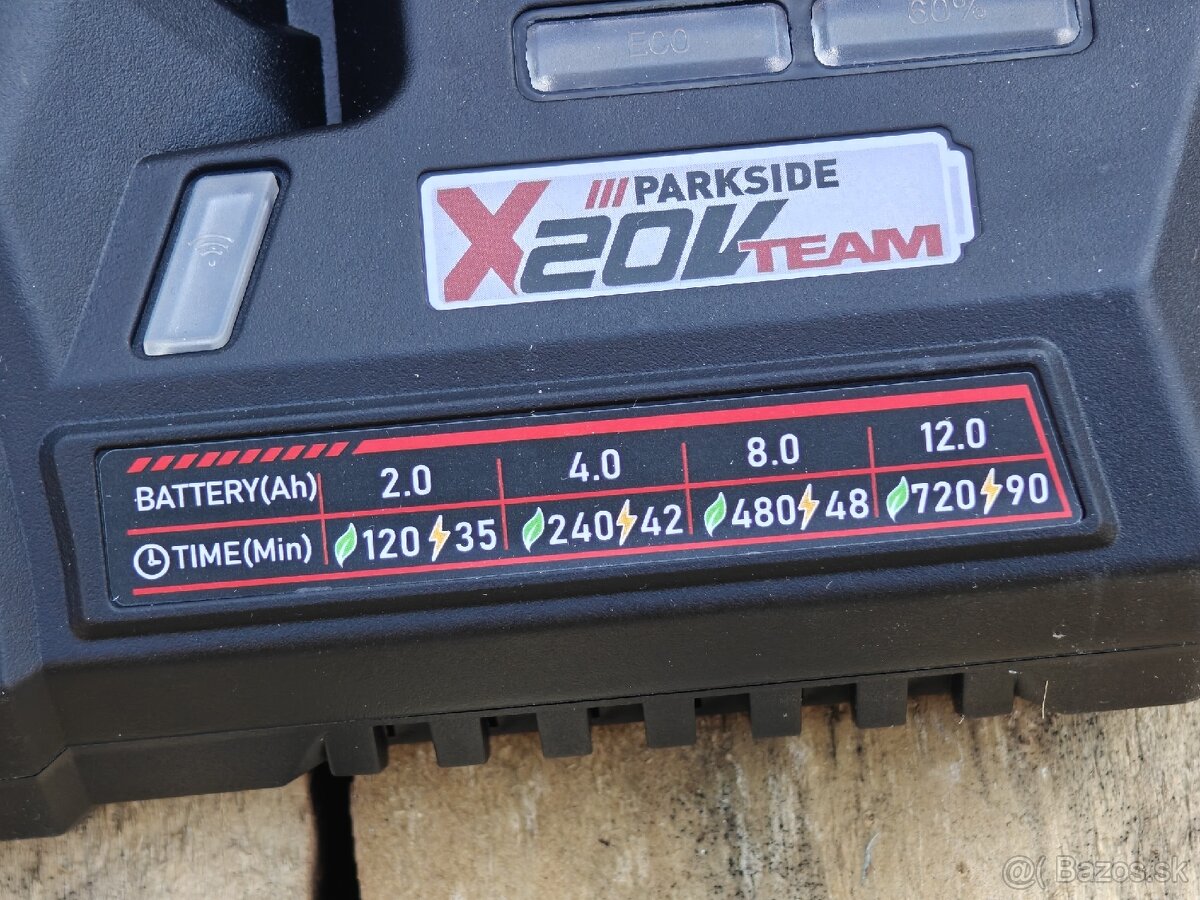 ECO 60%
/// PARKSIDE
X20V TEAM
BATTERY(Ah) 2.0 4.0 8.0 12.0
TIME(Min) 120 35 240 42 480 48 720 90
@( Bazos.sk